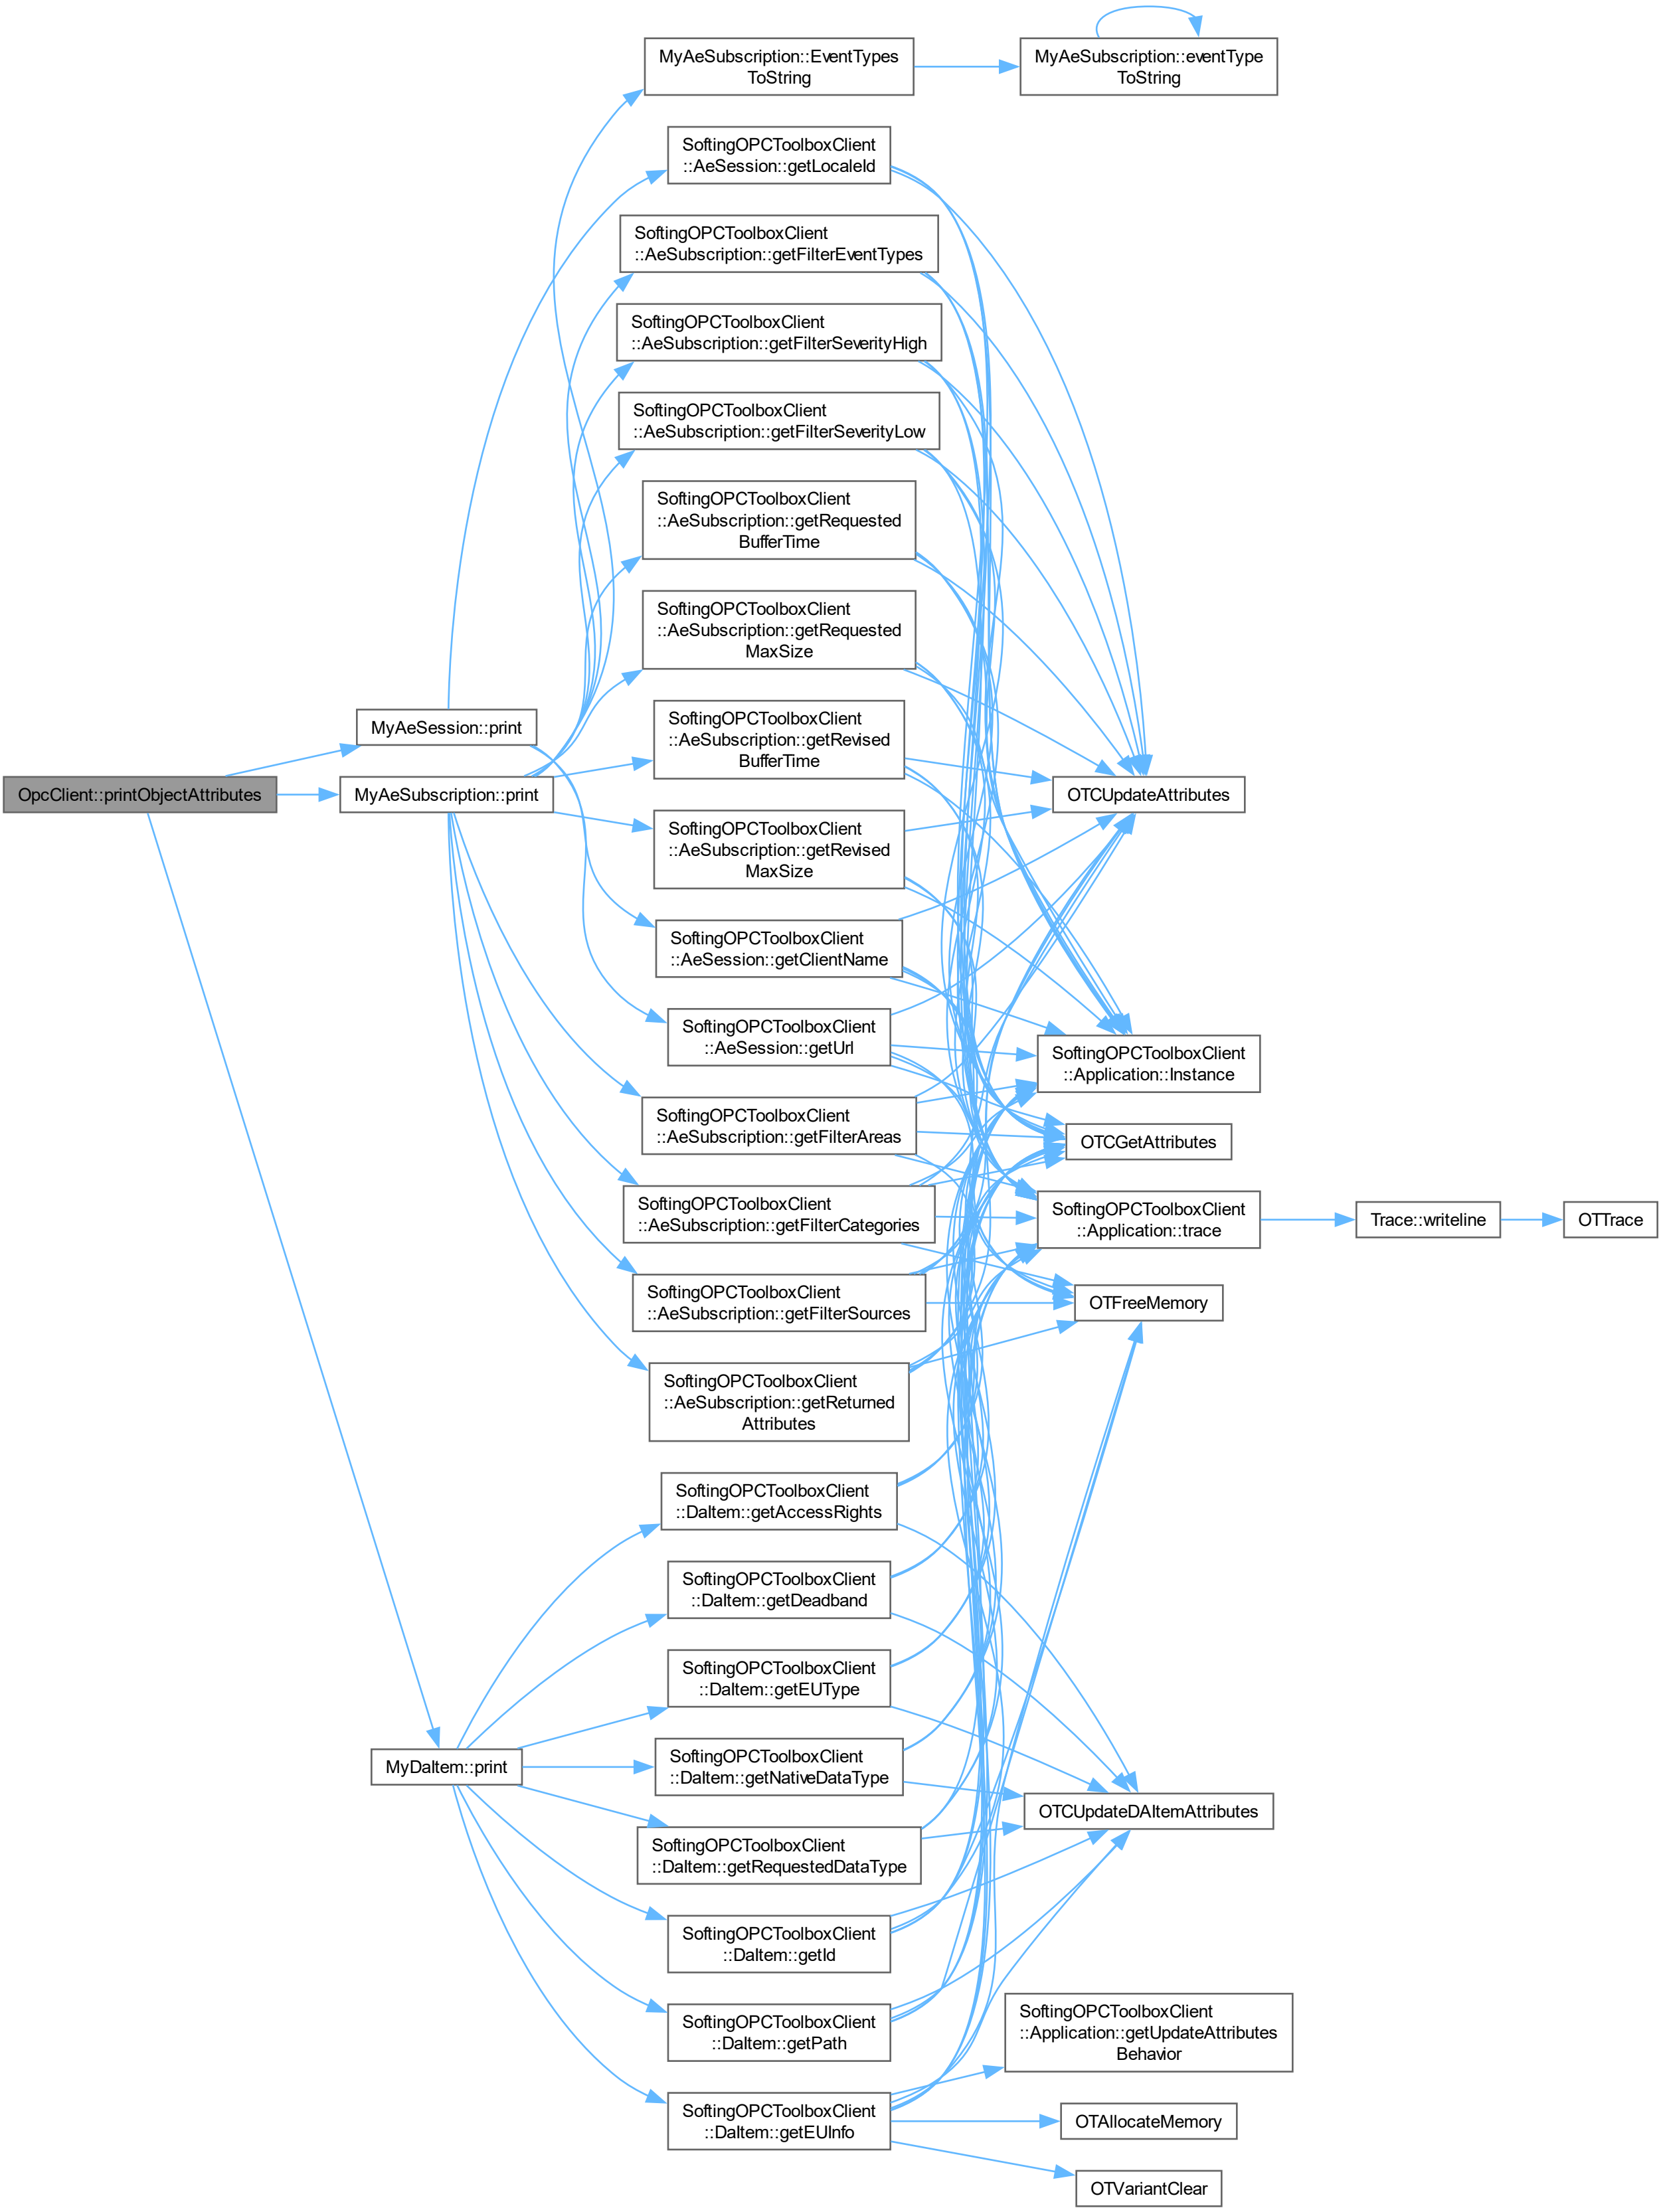 OpcClient::printObjectAttributes
MyAeSession::print
MyAeSubscription::print
MyDaItem::print
MyAeSubscription::EventTypes
ToString
SoftingOPCToolboxClient
::AeSession::getLocaleId
SoftingOPCToolboxClient
::AeSubscription::getFilterEventTypes
SoftingOPCToolboxClient
::AeSubscription::getFilterSeverityHigh
SoftingOPCToolboxClient
::AeSubscription::getFilterSeverityLow
SoftingOPCToolboxClient
::AeSubscription::getRequested
BufferTime
SoftingOPCToolboxClient
::AeSubscription::getRequested
MaxSize
SoftingOPCToolboxClient
::AeSubscription::getRevised
BufferTime
SoftingOPCToolboxClient
::AeSubscription::getRevised
MaxSize
SoftingOPCToolboxClient
::AeSession::getClientName
SoftingOPCToolboxClient
::AeSession::getUrl
SoftingOPCToolboxClient
::AeSubscription::getFilterAreas
SoftingOPCToolboxClient
::AeSubscription::getFilterCategories
SoftingOPCToolboxClient
::AeSubscription::getFilterSources
SoftingOPCToolboxClient
::AeSubscription::getReturned
Attributes
SoftingOPCToolboxClient
::DaItem::getAccessRights
SoftingOPCToolboxClient
::DaItem::getDeadband
SoftingOPCToolboxClient
::DaItem::getEUType
SoftingOPCToolboxClient
::DaItem::getNativeDataType
SoftingOPCToolboxClient
::DaItem::getRequestedDataType
SoftingOPCToolboxClient
::DaItem::getId
SoftingOPCToolboxClient
::DaItem::getPath
SoftingOPCToolboxClient
::DaItem::getEUInfo
MyAeSubscription::eventType
ToString
OTCUpdateAttributes
SoftingOPCToolboxClient
::Application::Instance
OTCGetAttributes
SoftingOPCToolboxClient
::Application::trace
OTFreeMemory
OTCUpdateDAItemAttributes
SoftingOPCToolboxClient
::Application::getUpdateAttributes
Behavior
OTAllocateMemory
OTVariantClear
Trace::writeline
OTTrace